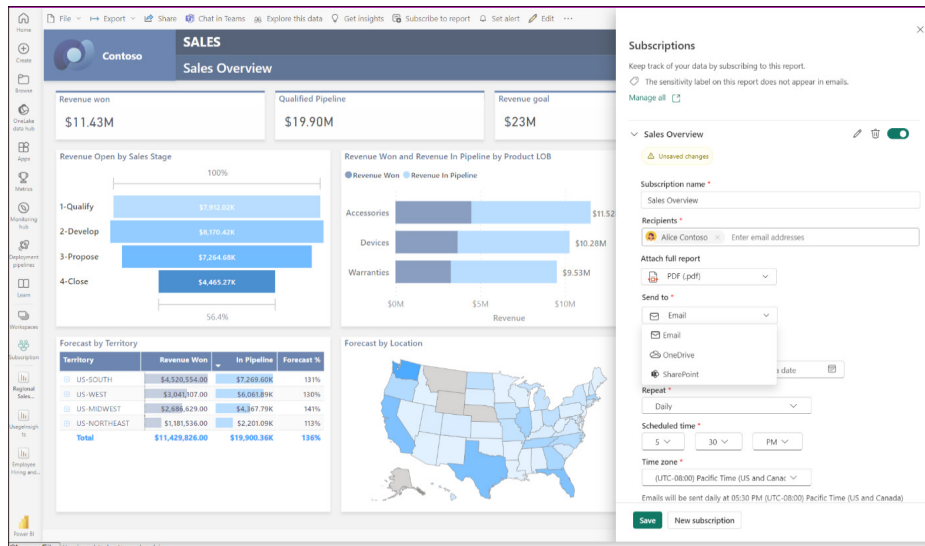 File Export Share Chat in Teams Explore this data Get insights Subscribe to report Set alert Edit ...
Home
Create
Browse
OneLake
data hub
Apps
Metrics
Monitoring
hub
Deployment
pipelines
Learn
Workspaces
Subscription
Regional
Sales...
Employee
Hiring and...
Power BI
Contoso
SALES
Sales Overview
Revenue won
$11.43M
Qualified Pipeline
$19.90M
Revenue goal
$23M
Revenue Open by Sales Stage
100%
1-Qualify $7,912.02K
2-Develop $8,170.42K
3-Propose $7,264.68K
4-Close $4,465.27K
56.4%
Revenue Won and Revenue In Pipeline by Product LOB
Revenue Won Revenue In Pipeline
Accessories $11.52
Devices $10.28M
Warranties $9.53M
$0M $5M $10M
Revenue
Forecast by Territory
Territory Revenue Won In Pipeline Forecast %
US-SOUTH $4,520,554.00 $7,269.60K 131%
US-WEST $3,041,107.00 $6,061.89K 130%
US-MIDWEST $2,686,629.00 $4,367.79K 141%
US-NORTHEAST $1,181,536.00 $2,201.09K 113%
Total $11,429,826.00 $19,900.36K 136%
Forecast by Location
Subscriptions
Keep track of your data by subscribing to this report.
The sensitivity label on this report does not appear in emails.
Manage all
Sales Overview
Unsaved changes
Subscription name *
Sales Overview
Recipients *
Alice Contoso Enter email addresses
Attach full report
PDF (.pdf)
Send to *
Email
Email
OneDrive
SharePoint
date
Repeat *
Daily
Scheduled time *
5 30 PM
Time zone *
(UTC-08:00) Pacific Time (US and Canac
Emails will be sent daily at 05:30 PM (UTC-08:00) Pacific Time (US and Canada)
Save New subscription